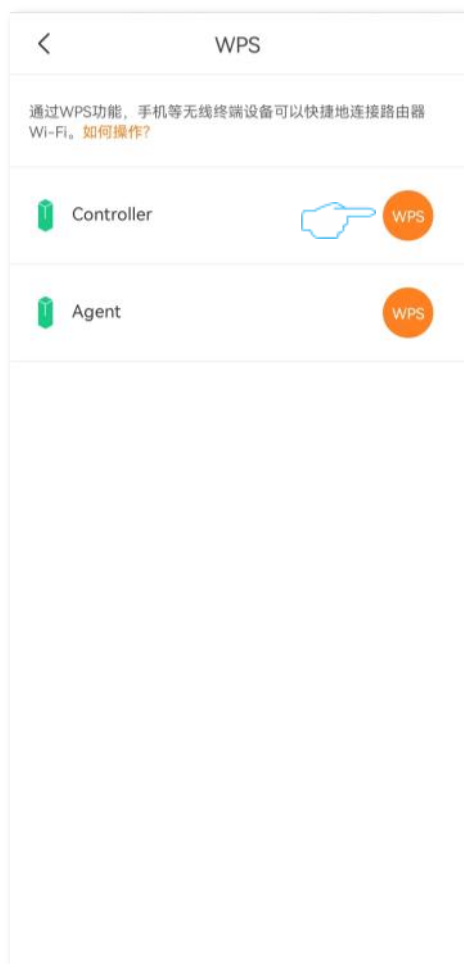 WPS
通过WPS功能，手机等无线终端设备可以快捷地连接路由器
Wi-Fi。如何操作?
Controller
WPS
Agent
WPS